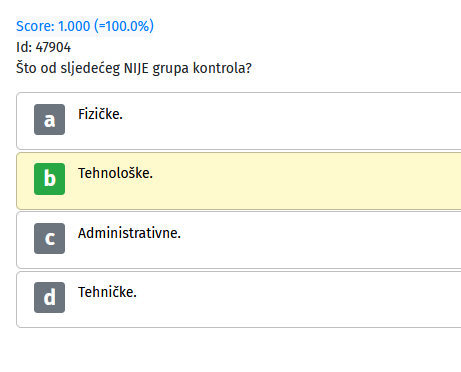 Score: 1.000 (=100.0%)
Id: 47904
Što od sljedećeg NIJE grupa kontrola?
a Fizičke.
b Tehnološke.
c Administrativne.
d Tehničke.